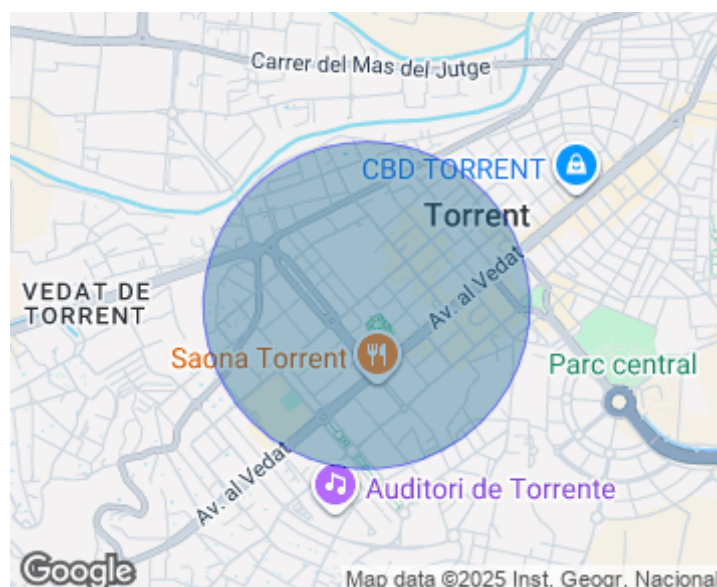 Carrer del Mas del Jutge
CBD TORRENT
Torrent
VEDAT DE
TORRENT
Av. al Vedat
Saona Torrent
Parc central
Av. al Vedat
Auditori de Torrente
Google
Map data ©2025 Inst. Geogr. Nacional